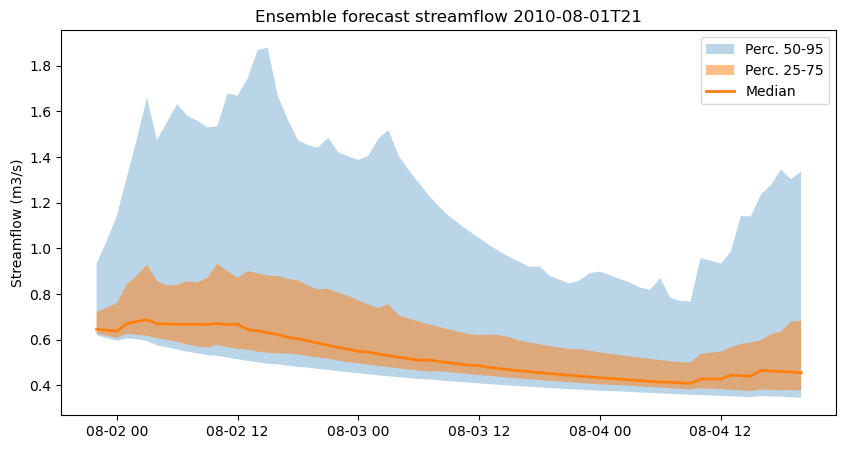 Ensemble forecast streamflow 2010-08-01T21
Perc. 50-95
Perc. 25-75
Median
Streamflow (m3/s)
1.8
1.6
1.4
1.2
1.0
0.8
0.6
0.4
08-02 00
08-02 12
08-03 00
08-03 12
08-04 00
08-04 12